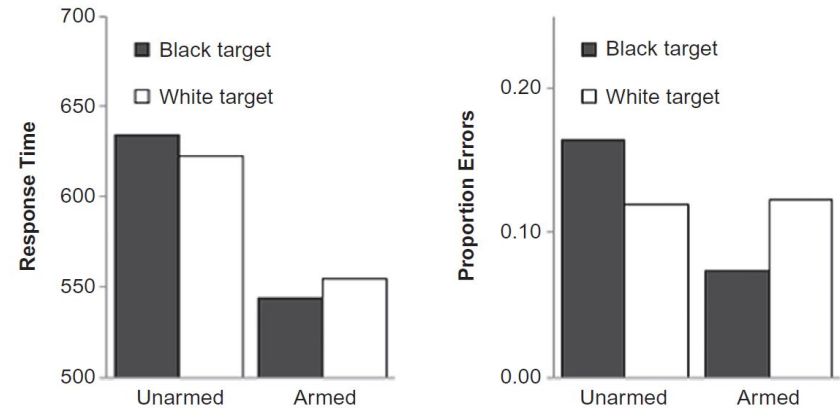 Response Time
700
650
600
550
500
Black target
White target
Unarmed
Armed
Proportion Errors
0.20
0.10
0.00
Black target
White target
Unarmed
Armed